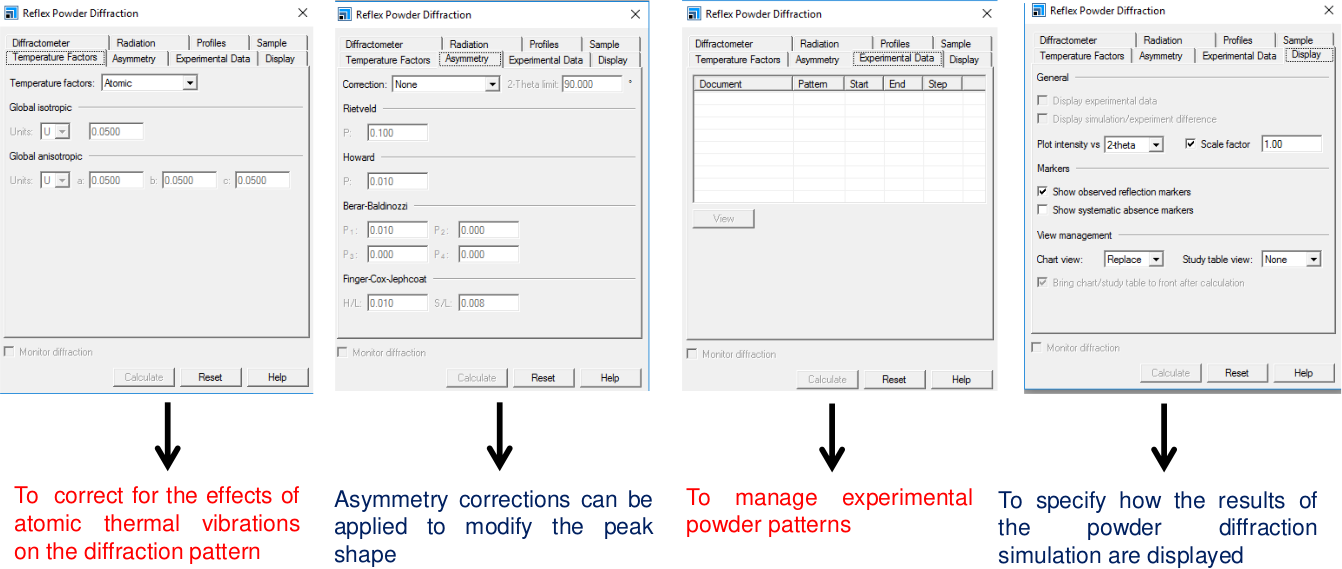 Reflex Powder Diffraction
Diffractometer Radiation Profiles Sample
Temperature Factors Asymmetry Experimental Data Display
Temperature factors: Atomic
Global isotropic
Units: U 0.0500
Global anisotropic
Units: U a: 0.0500 b: 0.0500 c: 0.0500
Monitor diffraction
Calculate Reset Help
To correct for the effects of
atomic thermal vibrations
on the diffraction pattern
Reflex Powder Diffraction
Diffractometer Radiation Profiles Sample
Temperature Factors Asymmetry Experimental Data Display
Correction: None 2-Theta limit: 90.000 °
Rietveld
P: 0.100
Howard
P: 0.010
Berar-Baldinozzi
P₁: 0.010 P₂: 0.000
P₃: 0.000 P₄: 0.000
Finger-Cox-Jephcoat
H/L: 0.010 S/L: 0.008
Monitor diffraction
Calculate Reset Help
Asymmetry corrections can be
applied to modify the peak
shape
Reflex Powder Diffraction
Diffractometer Radiation Profiles Sample
Temperature Factors Asymmetry Experimental Data Display
Document Pattern Start End Step
View
Monitor diffraction
Calculate Reset Help
To manage experimental
powder patterns
Reflex Powder Diffraction
Diffractometer Radiation Profiles Sample
Temperature Factors Asymmetry Experimental Data Display
General
Display experimental data
Display simulation/experiment difference
Plot intensity vs 2-theta Scale factor 1.00
Markers
Show observed reflection markers
Show systematic absence markers
View management
Chart view: Replace Study table view: None
Bring chart/study table to front after calculation
Monitor diffraction
Calculate Reset Help
To specify how the results of
the powder diffraction
simulation are displayed